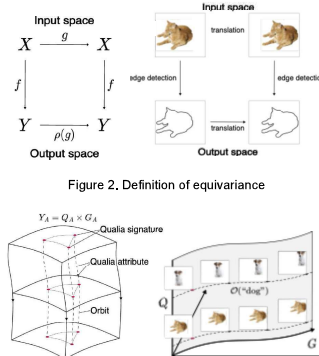 Input space
X g X
f f
Y ρ(g) Y
Output space
Input space
translation
edge detection edge detection
translation
Output space
Figure 2. Definition of equivariance
Y_A = Q_A × G_A
Qualia signature
Qualia attribute
Orbit
Q
O("dog")
G